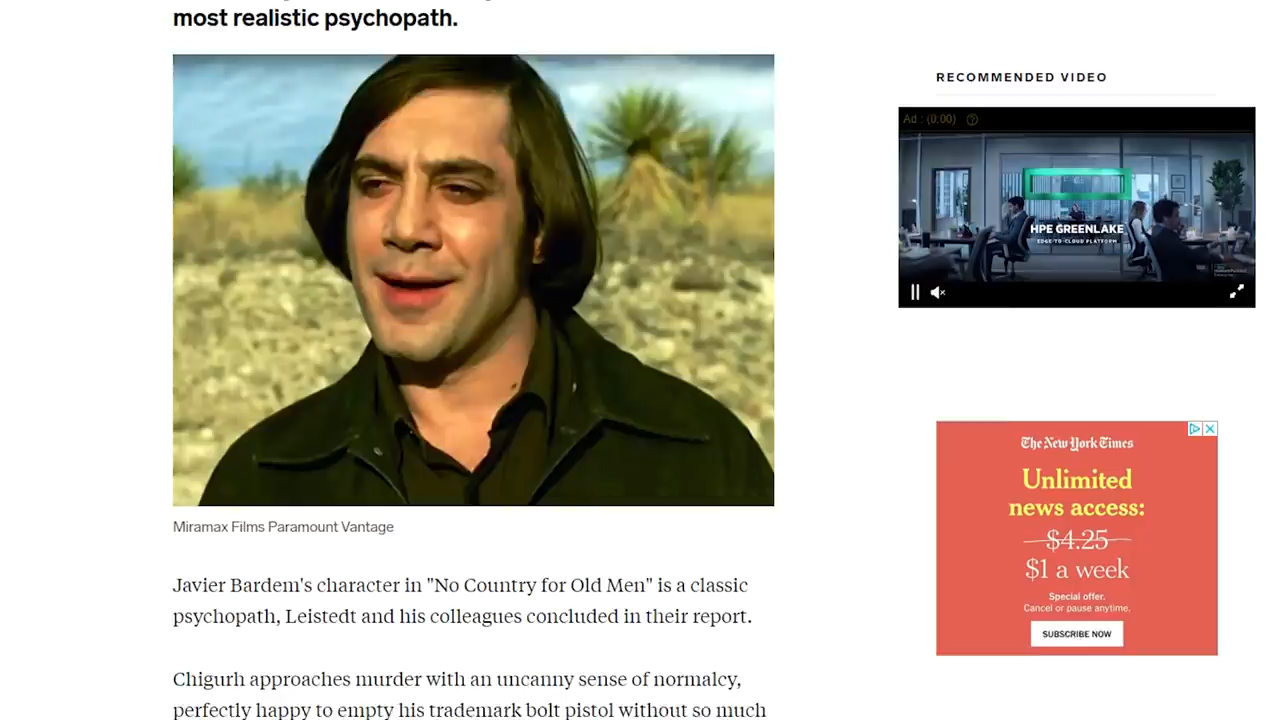 most realistic psychopath.
Miramax Films Paramount Vantage
Javier Bardem's character in "No Country for Old Men" is a classic
psychopath, Leistedt and his colleagues concluded in their report.
Chigurh approaches murder with an uncanny sense of normalcy,
perfectly happy to empty his trademark bolt pistol without so much
RECOMMENDED VIDEO
Ad : (0:00)
HPE GREENLAKE
EDGE-TO-CLOUD PLATFORM
The New York Times
Unlimited
news access:
$4.25
$1 a week
Special offer.
Cancel or pause anytime.
SUBSCRIBE NOW